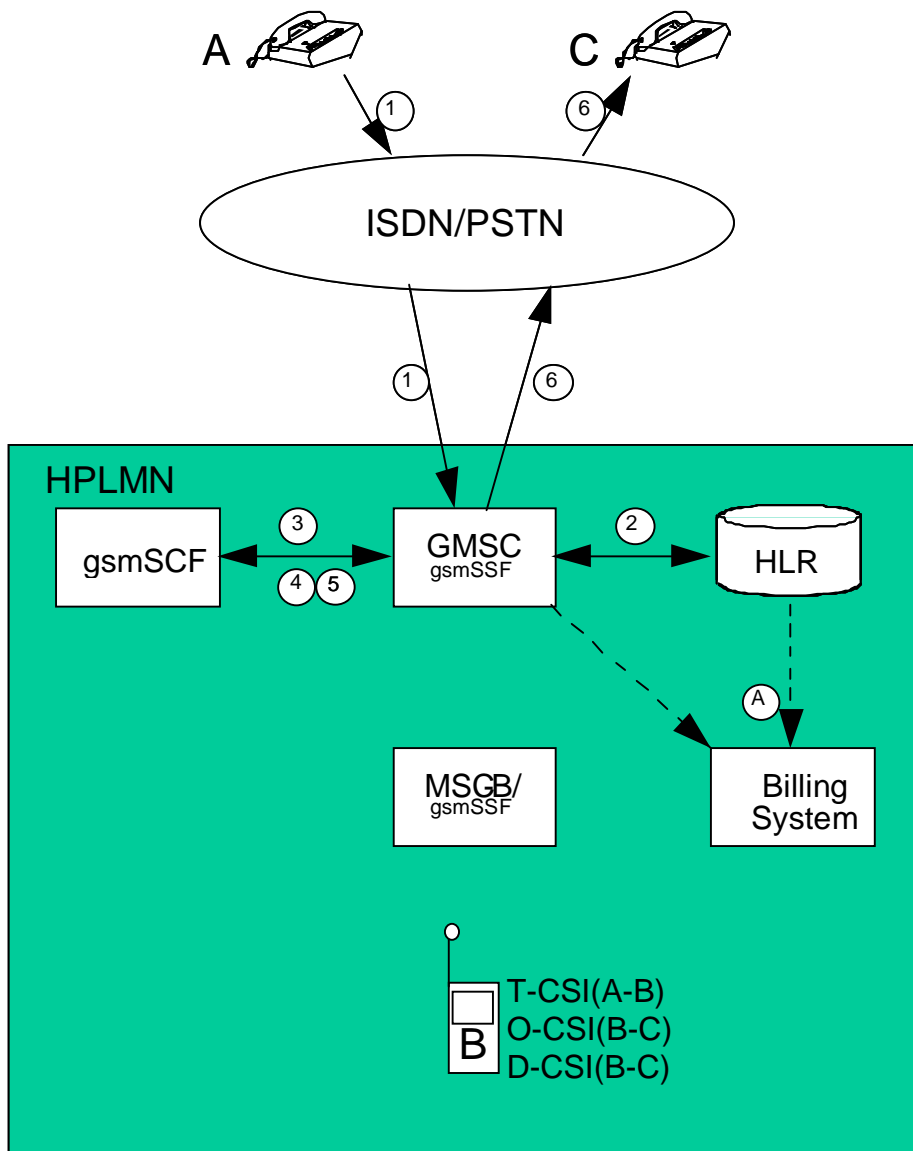 A
C
1
6
ISDN/PSTN
1
6
HPLMN
gsmSCF
3
4
5
GMSC
gsmSSF
2
HLR
A
MSCB/
gsmSSF
Billing
System
B
T-CSI(A-B)
O-CSI(B-C)
D-CSI(B-C)